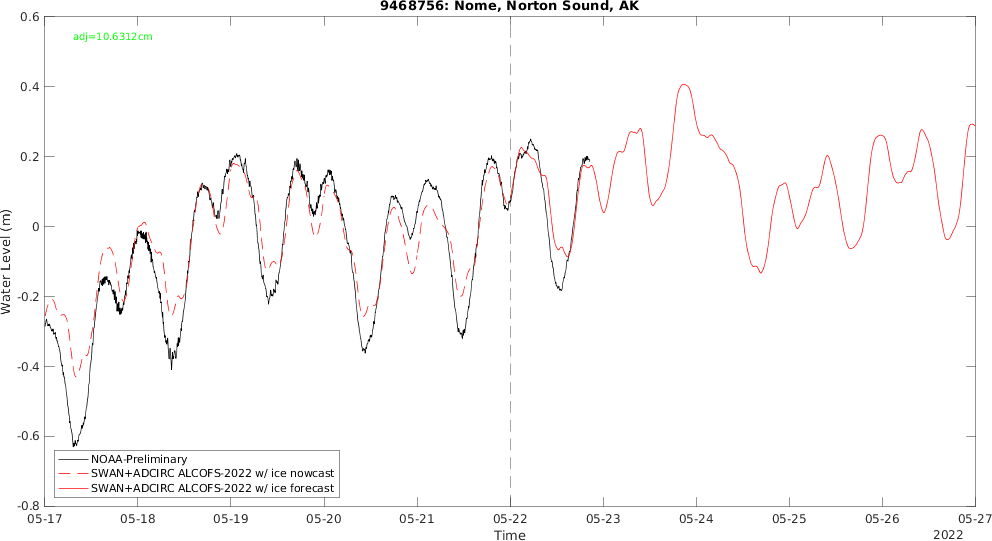 9468756: Nome, Norton Sound, AK
adj=10.6312cm
0.6
0.4
0.2
0
-0.2
-0.4
-0.6
-0.8
Water Level (m)
NOAA-Preliminary
SWAN+ADCIRC ALCOFS-2022 w/ ice nowcast
SWAN+ADCIRC ALCOFS-2022 w/ ice forecast
05-17 05-18 05-19 05-20 05-21 05-22 05-23 05-24 05-25 05-26 05-27
Time
2022